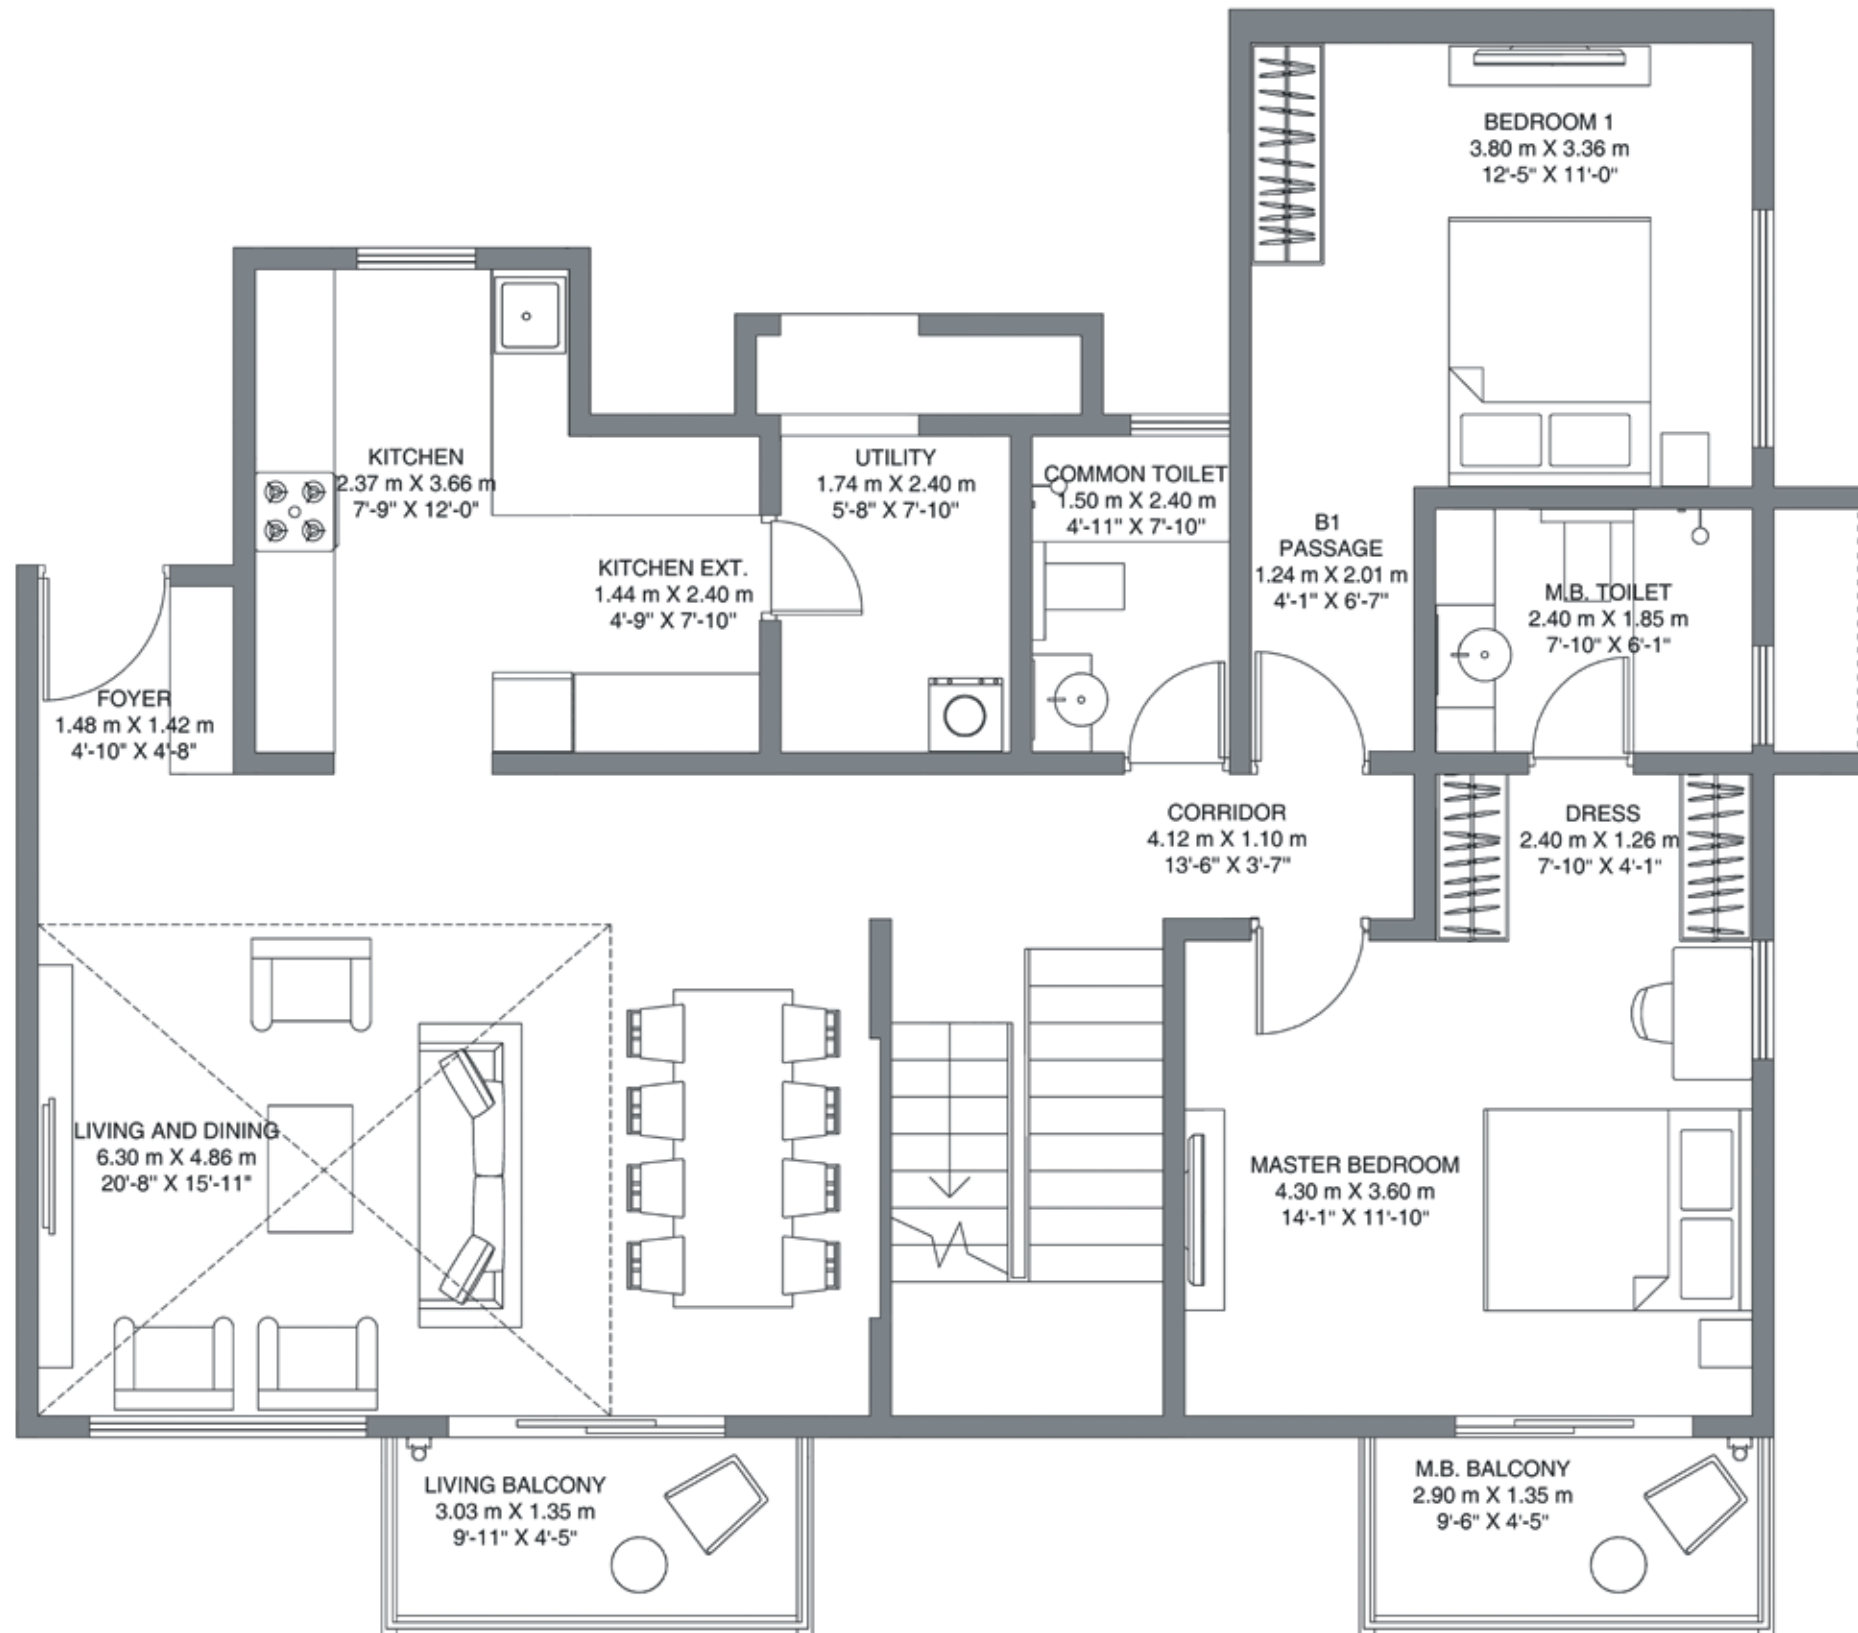 BEDROOM 1
3.80 m X 3.36 m
12'-5" X 11'-0"
KITCHEN
2.37 m X 3.66 m
7'-9" X 12'-0"
UTILITY
1.74 m X 2.40 m
5'-8" X 7'-10"
COMMON TOILET
1.50 m X 2.40 m
4'-11" X 7'-10"
B1
PASSAGE
1.24 m X 2.01 m
4'-1" X 6'-7"
KITCHEN EXT.
1.44 m X 2.40 m
4'-9" X 7'-10"
M.B. TOILET
2.40 m X 1.85 m
7'-10" X 6'-1"
FOYER
1.48 m X 1.42 m
4'-10" X 4'-8"
CORRIDOR
4.12 m X 1.10 m
13'-6" X 3'-7"
DRESS
2.40 m X 1.26 m
7'-10" X 4'-1"
LIVING AND DINING
6.30 m X 4.86 m
20'-8" X 15'-11"
MASTER BEDROOM
4.30 m X 3.60 m
14'-1" X 11'-10"
LIVING BALCONY
3.03 m X 1.35 m
9'-11" X 4'-5"
M.B. BALCONY
2.90 m X 1.35 m
9'-6" X 4'-5"